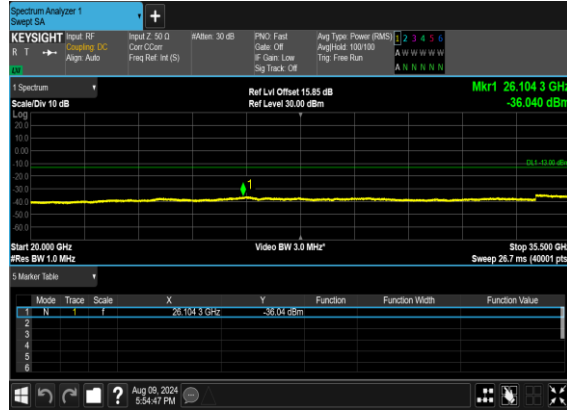 Spectrum Analyzer 1
Swept SA
+
KEYSIGHT Input: RF Input Z: 50 Ω #Atten: 30 dB PNO: Fast Avg Type: Power (RMS) 1 2 3 4 5 6
R T Coupling: DC Corr CCorr Gate: Off Avg|Hold: 100/100 A W W W W W
Align: Auto Freq Ref: Int (S) IF Gain: Low Trig: Free Run
Sig Track: Off A N N N N N
LU
1 Spectrum Ref Lvl Offset 15.85 dB Mkr1 26.104 3 GHz
Scale/Div 10 dB Ref Level 30.00 dBm -36.040 dBm
Log
20.0
10.0
0.00
-10.0
DL1 -13.00 dBm
-20.0
-30.0
1
-40.0
-50.0
-60.0
Start 20.000 GHz Video BW 3.0 MHz* Stop 35.500 GHz
#Res BW 1.0 MHz Sweep 26.7 ms (40001 pts)
5 Marker Table
Mode Trace Scale X Y Function Function Width Function Value
1 N 1 f 26.104 3 GHz -36.04 dBm
2
3
4
5
6
? Aug 09, 2024
5:54:47 PM